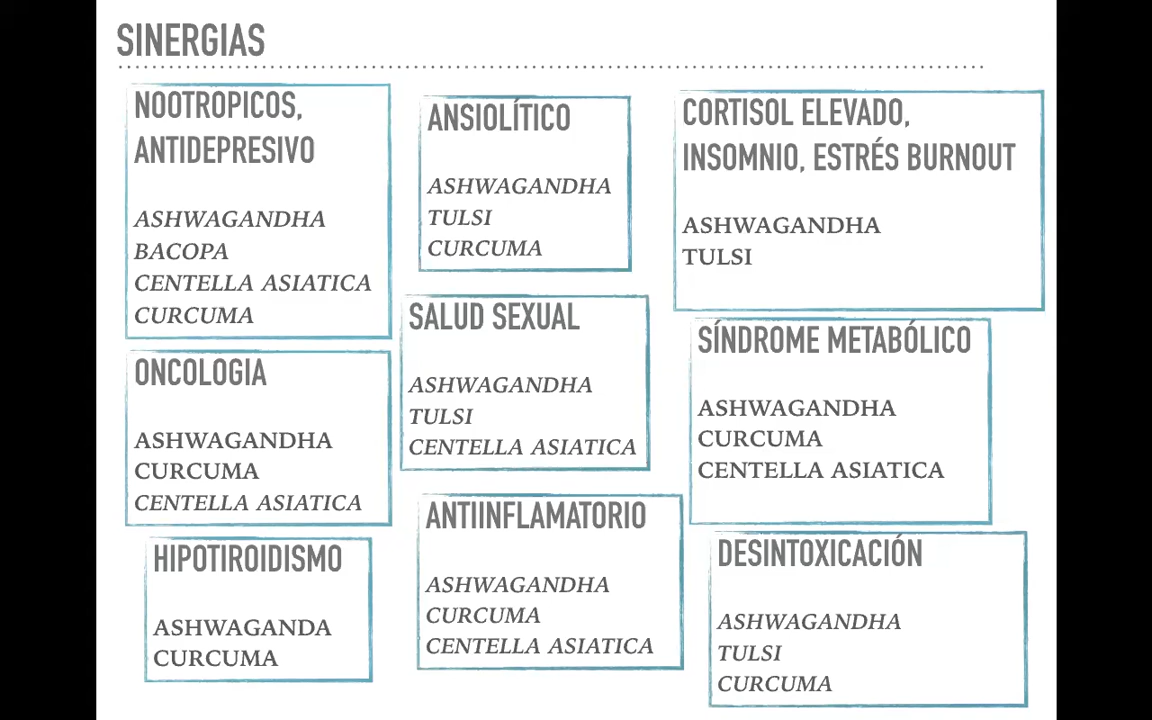 SINERGIAS
NOOTROPICOS,
ANTIDEPRESIVO
ASHWAGANDHA
BACOPA
CENTELLA ASIATICA
CURCUMA
ANSIOLÍTICO
ASHWAGANDHA
TULSI
CURCUMA
CORTISOL ELEVADO,
INSOMNIO, ESTRÉS BURNOUT
ASHWAGANDHA
TULSI
ONCOLOGIA
ASHWAGANDHA
CURCUMA
CENTELLA ASIATICA
SALUD SEXUAL
ASHWAGANDHA
TULSI
CENTELLA ASIATICA
SÍNDROME METABÓLICO
ASHWAGANDHA
CURCUMA
CENTELLA ASIATICA
HIPOTIROIDISMO
ASHWAGANDA
CURCUMA
ANTIINFLAMATORIO
ASHWAGANDHA
CURCUMA
CENTELLA ASIATICA
DESINTOXICACIÓN
ASHWAGANDHA
TULSI
CURCUMA